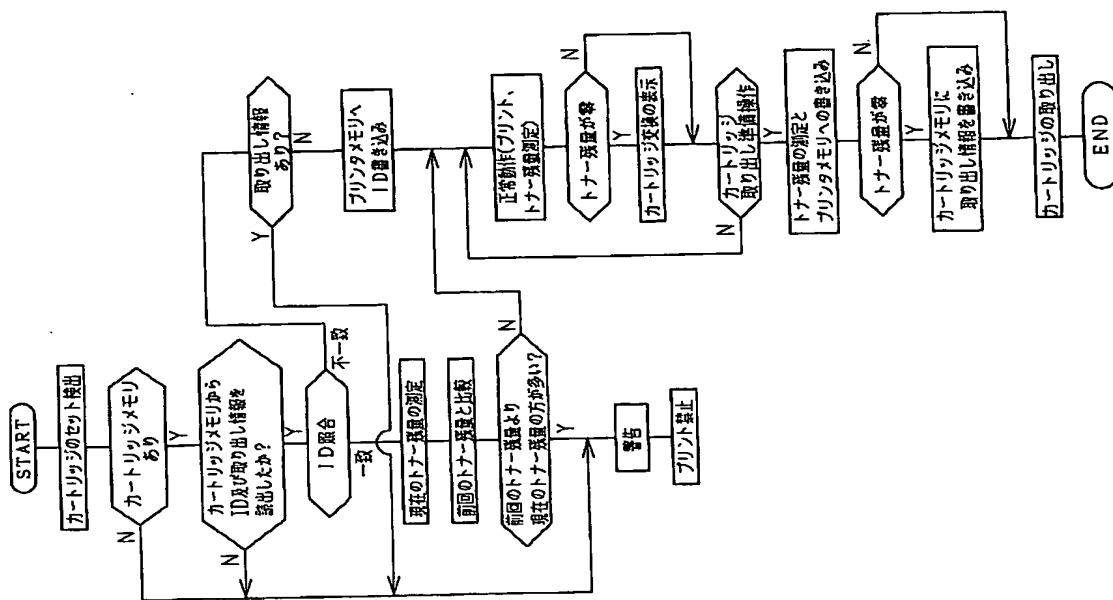 START
カートリッジのセット検出
カートリッジメモリ
あり
N
Y
カートリッジメモリから
ID及び取り出し情報を
読出したか?
N
Y
ID照合
不一致
一致
現在のトナー残量の測定
前回のトナー残量と比較
前回のトナー残量より
現在のトナー残量の方が多い?
N
Y
警告
プリント禁止
取り出し情報
あり?
Y
N
プリンタメモリへ
ID書き込み
正常動作(プリント、
トナー残量測定)
トナー残量が零
N
Y
カートリッジ交換の表示
カートリッジ
取り出し準備操作
N
Y
トナー残量の測定と
プリンタメモリへの書き込み
トナー残量が零
N
Y
カートリッジメモリに
取り出し情報を書き込み
カートリッジの取り出し
END